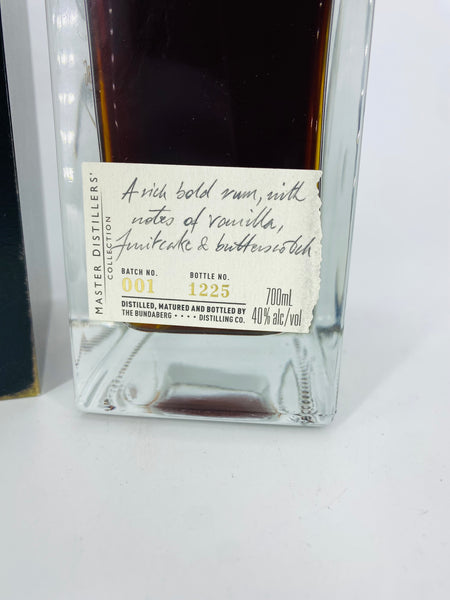 MASTER DISTILLERS'
COLLECTION
A rich bold rum, with
notes of vanilla,
fruitcake & butterscotch
BATCH NO. BOTTLE NO.
001 1225
700mL
DISTILLED, MATURED AND BOTTLED BY
THE BUNDABERG •••• DISTILLING CO.
40% alc/vol